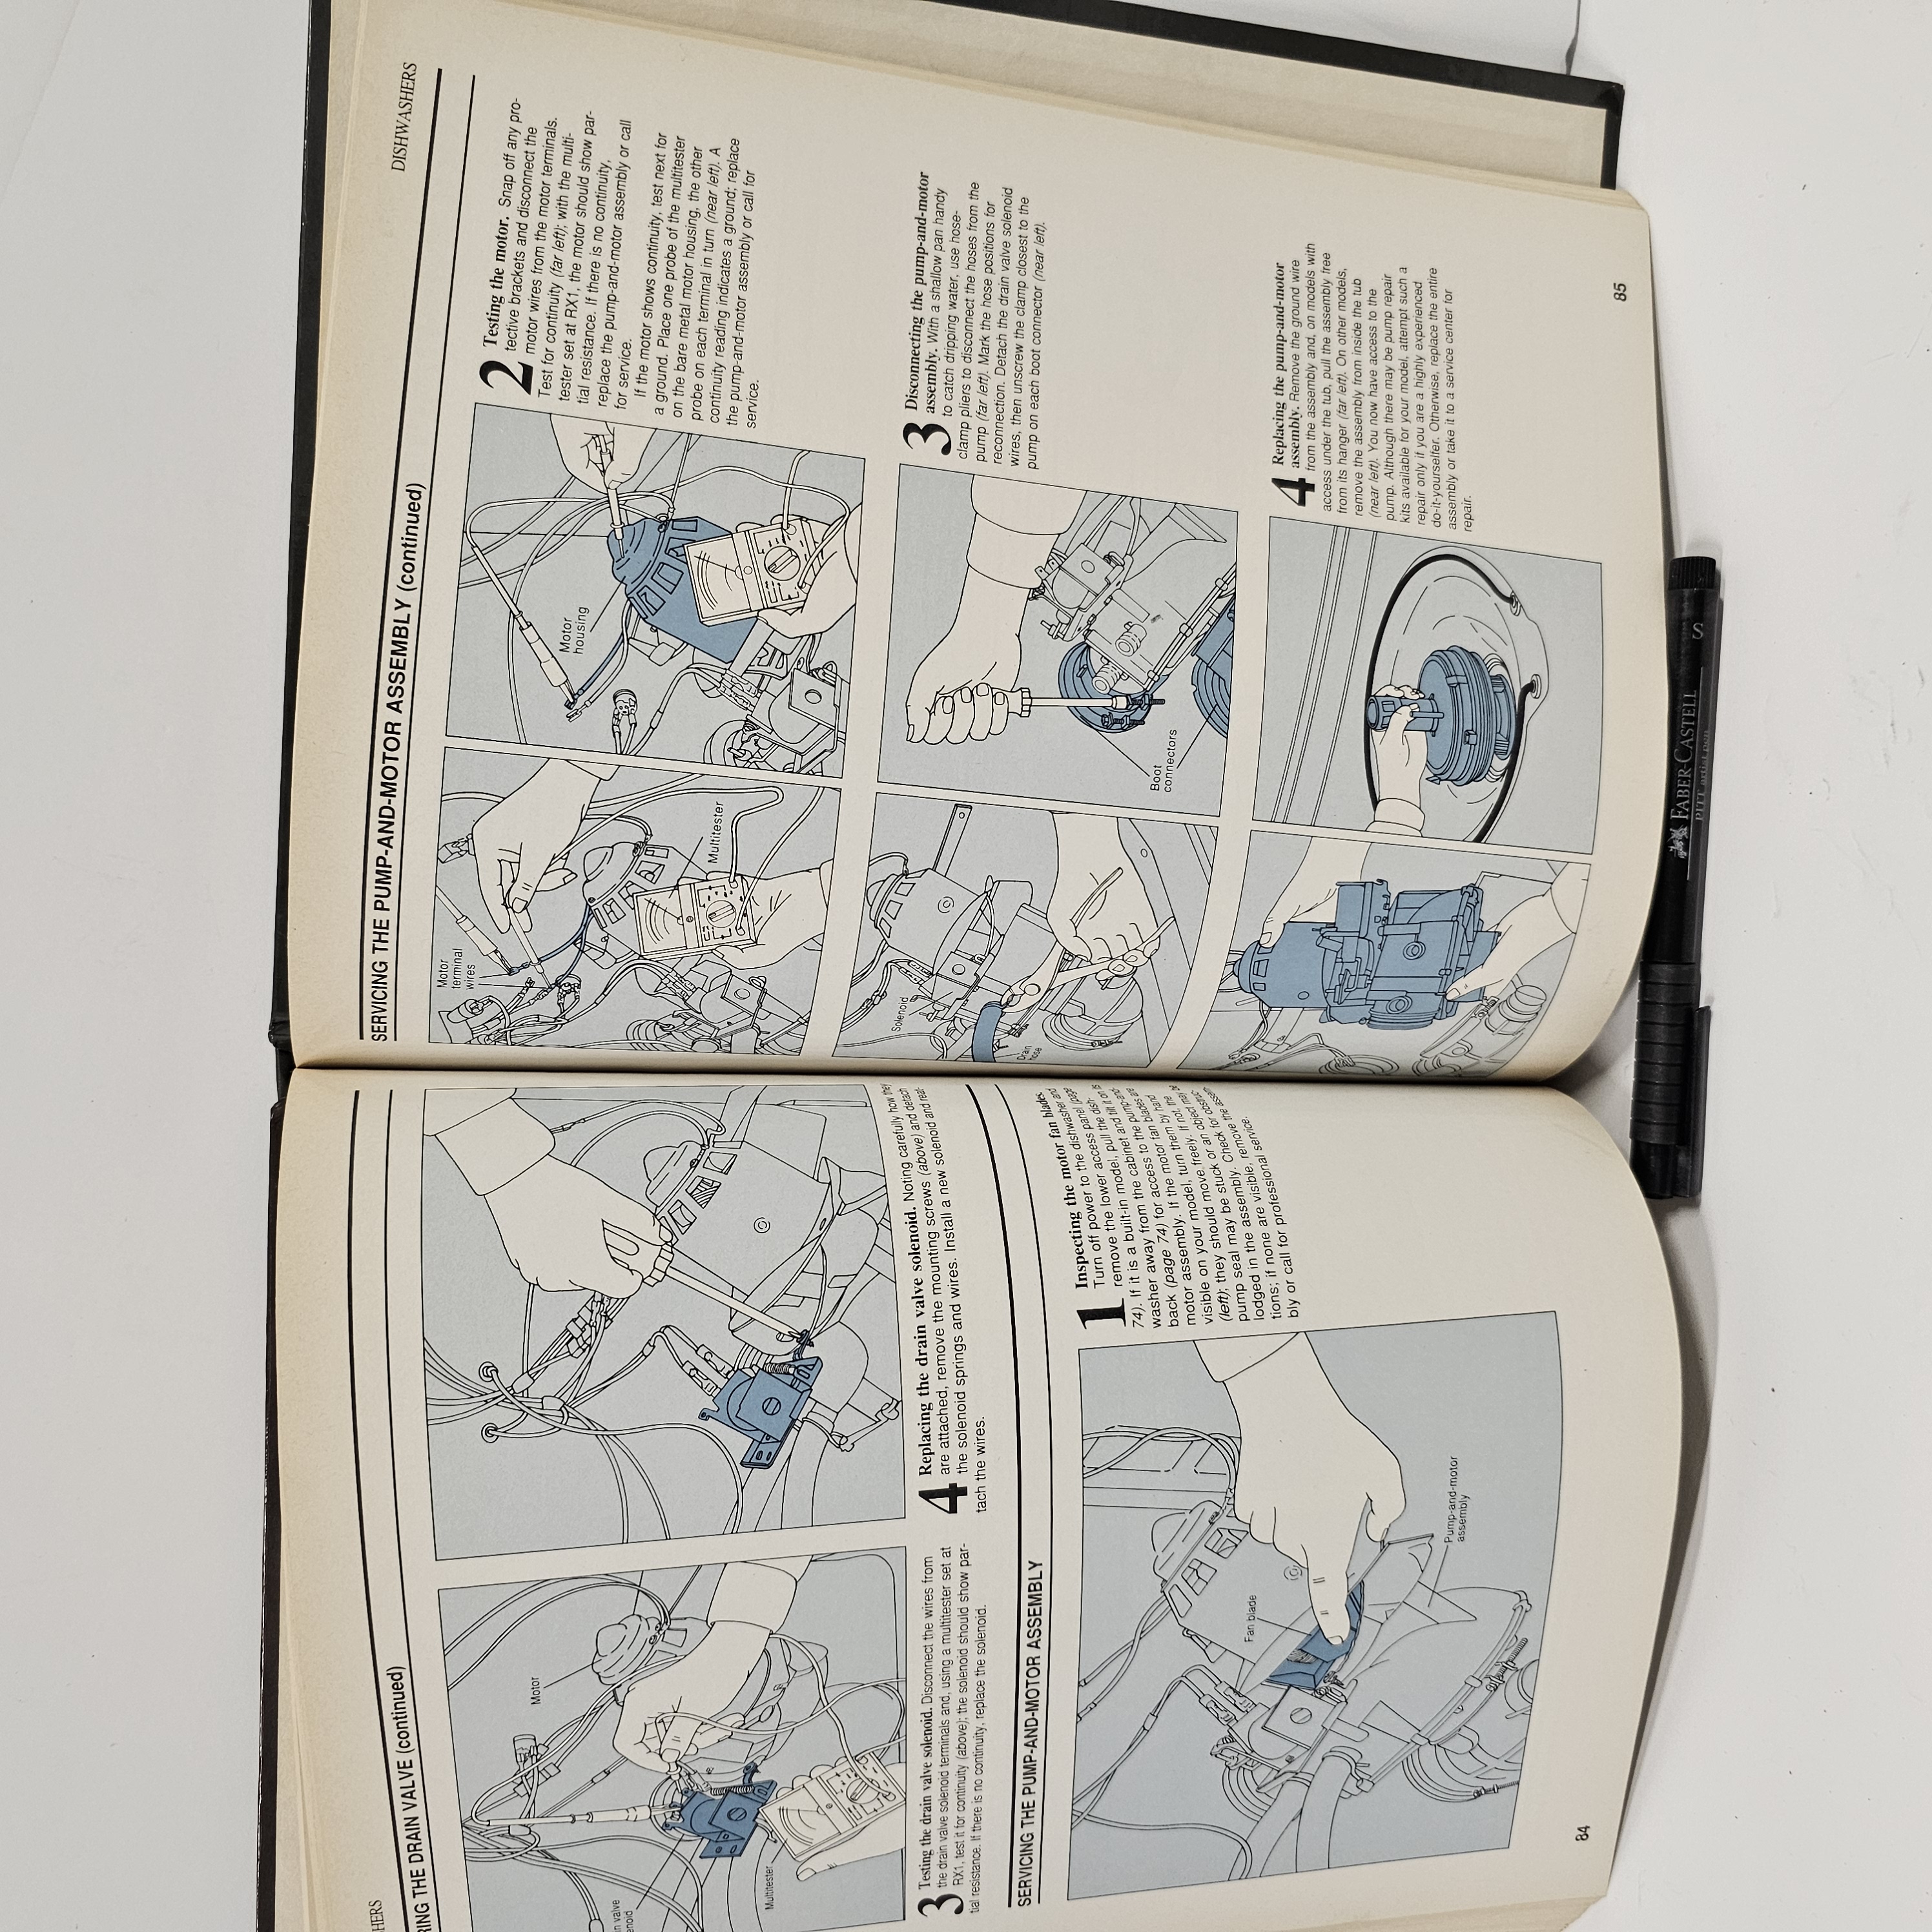 SHERS
RING THE DRAIN VALVE (continued)
Motor
in valve
enoid
Multitester
3 Testing the drain valve solenoid. Disconnect the wires from
the drain valve solenoid terminals and, using a multitester set at
RX1, test it for continuity (above); the solenoid should show par-
tial resistance. If there is no continuity, replace the solenoid.
4 Replacing the drain valve solenoid. Noting carefully how they
are attached, remove the mounting screws (above) and detach
the solenoid springs and wires. Install a new solenoid and reat-
tach the wires.
SERVICING THE PUMP-AND-MOTOR ASSEMBLY
Fan blade
Pump-and-motor
assembly
1 Inspecting the motor fan blades.
Turn off power to the dishwasher and
remove the lower access panel (page
74). If it is a built-in model, pull the dish-
washer away from the cabinet and tilt it on its
back (page 74) for access to the pump-and-
motor assembly. If the motor fan blades are
visible on your model, turn them by hand
(left); they should move freely. If not, the
pump seal may be stuck or an object may be
lodged in the assembly. Check for obstruc-
tions; if none are visible, remove the assem-
bly or call for professional service.
84
SERVICING THE PUMP-AND-MOTOR ASSEMBLY (continued)
DISHWASHERS
Motor
terminal
wires
Multitester
Motor
housing
2 Testing the motor. Snap off any pro-
tective brackets and disconnect the
motor wires from the motor terminals.
Test for continuity (far left); with the multi-
tester set at RX1, the motor should show par-
tial resistance. If there is no continuity,
replace the pump-and-motor assembly or call
for service.
If the motor shows continuity, test next for
a ground. Place one probe of the multitester
on the bare metal motor housing, the other
probe on each terminal in turn (near left). A
continuity reading indicates a ground; replace
the pump-and-motor assembly or call for
service.
Solenoid
Drain
hose
Boot
connectors
3 Disconnecting the pump-and-motor
assembly. With a shallow pan handy
to catch dripping water, use hose-
clamp pliers to disconnect the hoses from the
pump (far left). Mark the hose positions for
reconnection. Detach the drain valve solenoid
wires, then unscrew the clamp closest to the
pump on each boot connector (near left).
4 Replacing the pump-and-motor
assembly. Remove the ground wire
from the assembly and, on models with
access under the tub, pull the assembly free
from its hanger (far left). On other models,
remove the assembly from inside the tub
(near left). You now have access to the
pump. Although there may be pump repair
kits available for your model, attempt such a
repair only if you are a highly experienced
do-it-yourselfer. Otherwise, replace the entire
assembly or take it to a service center for
repair.
85
FABER-CASTELL
PITT artist pen
S